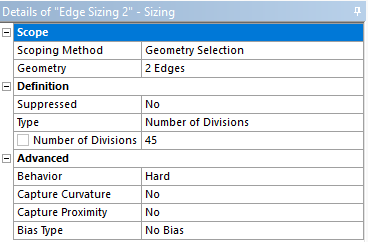 Details of "Edge Sizing 2" - Sizing
Scope
Scoping Method Geometry Selection
Geometry 2 Edges
Definition
Suppressed No
Type Number of Divisions
Number of Divisions 45
Advanced
Behavior Hard
Capture Curvature No
Capture Proximity No
Bias Type No Bias